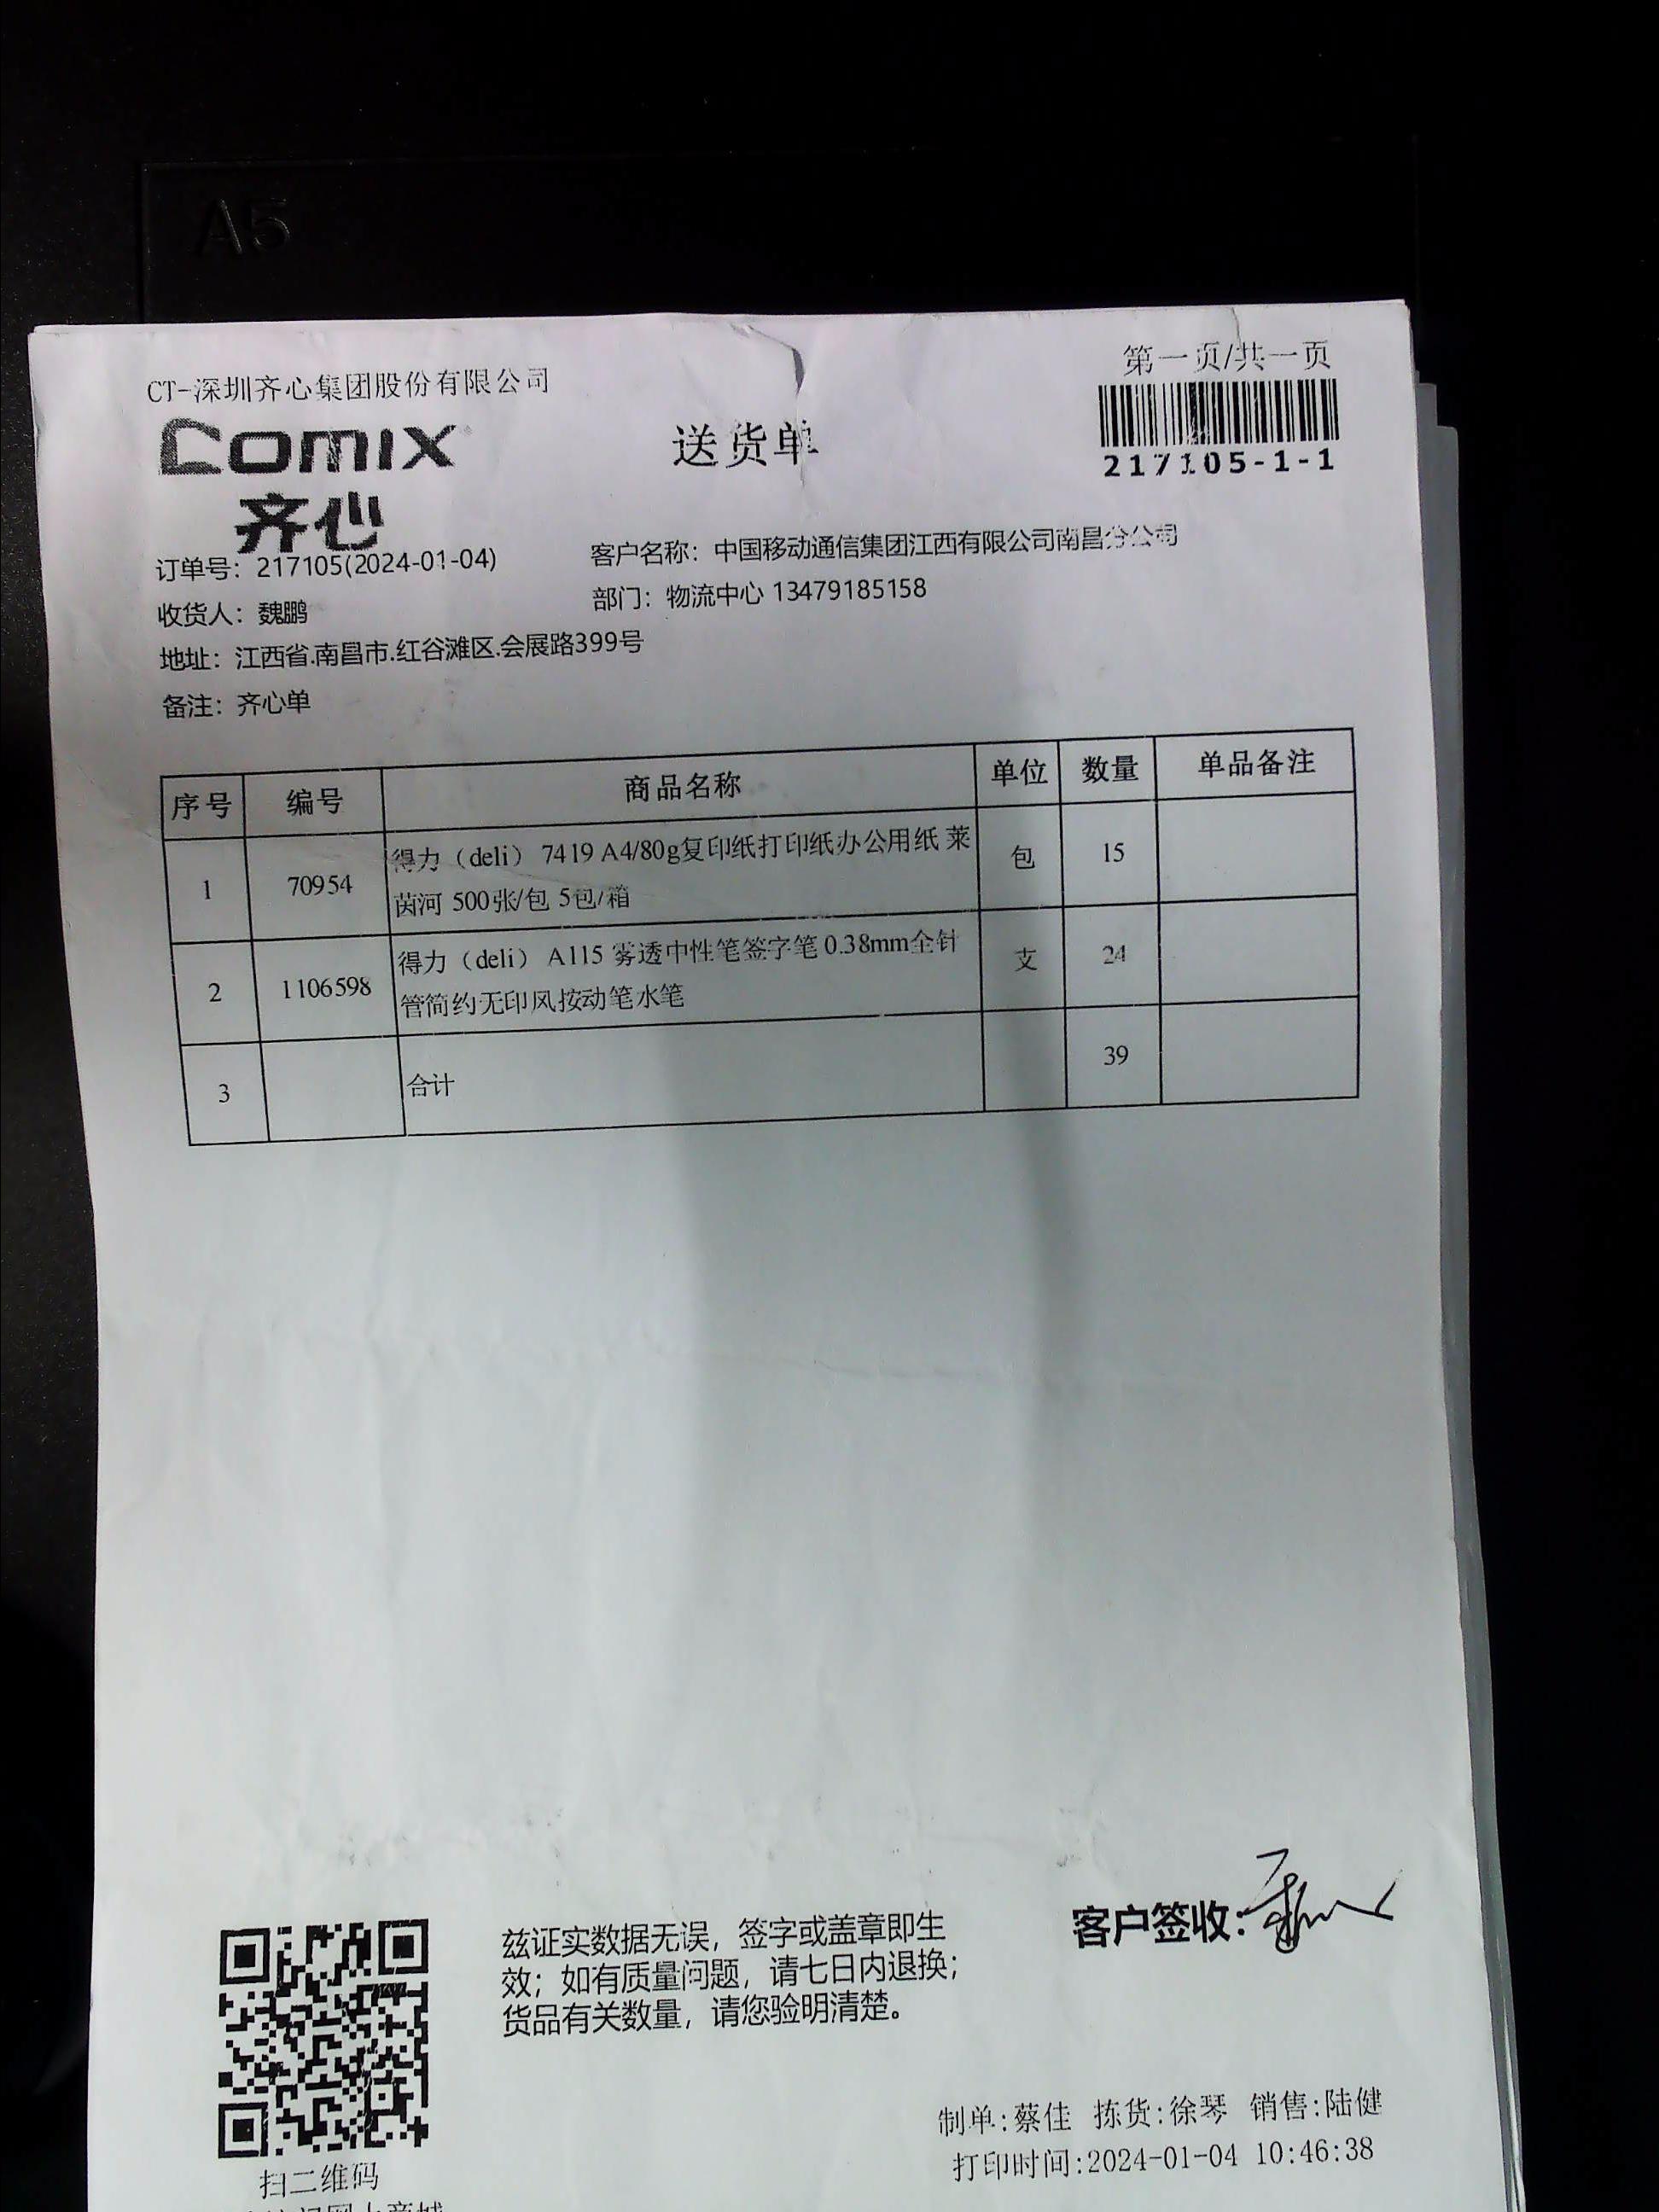 A5
第一页/共一页
CT-深圳齐心集团股份有限公司
comix
齐心
送货单
217105-1-1
订单号：217105(2024-01-04)
客户名称：中国移动通信集团江西有限公司南昌分公司
收货人：魏鹏
部门：物流中心 13479185158
地址：江西省.南昌市.红谷滩区.会展路399号
备注：齐心单
序号 编号 商品名称 单位 数量 单品备注
1 70954 得力（deli） 7419 A4/80g复印纸打印纸办公用纸 莱 包 15
茵河 500张/包 5包/箱
2 1106598 得力（deli） A115 雾透中性笔签字笔 0.38mm全针 支 24
管简约无印风按动笔水笔
3 合计 39
客户签收:
兹证实数据无误，签字或盖章即生
效；如有质量问题，请七日内退换；
货品有关数量，请您验明清楚。
制单:蔡佳 拣货:徐琴 销售:陆健
打印时间:2024-01-04 10:46:38
扫二维码